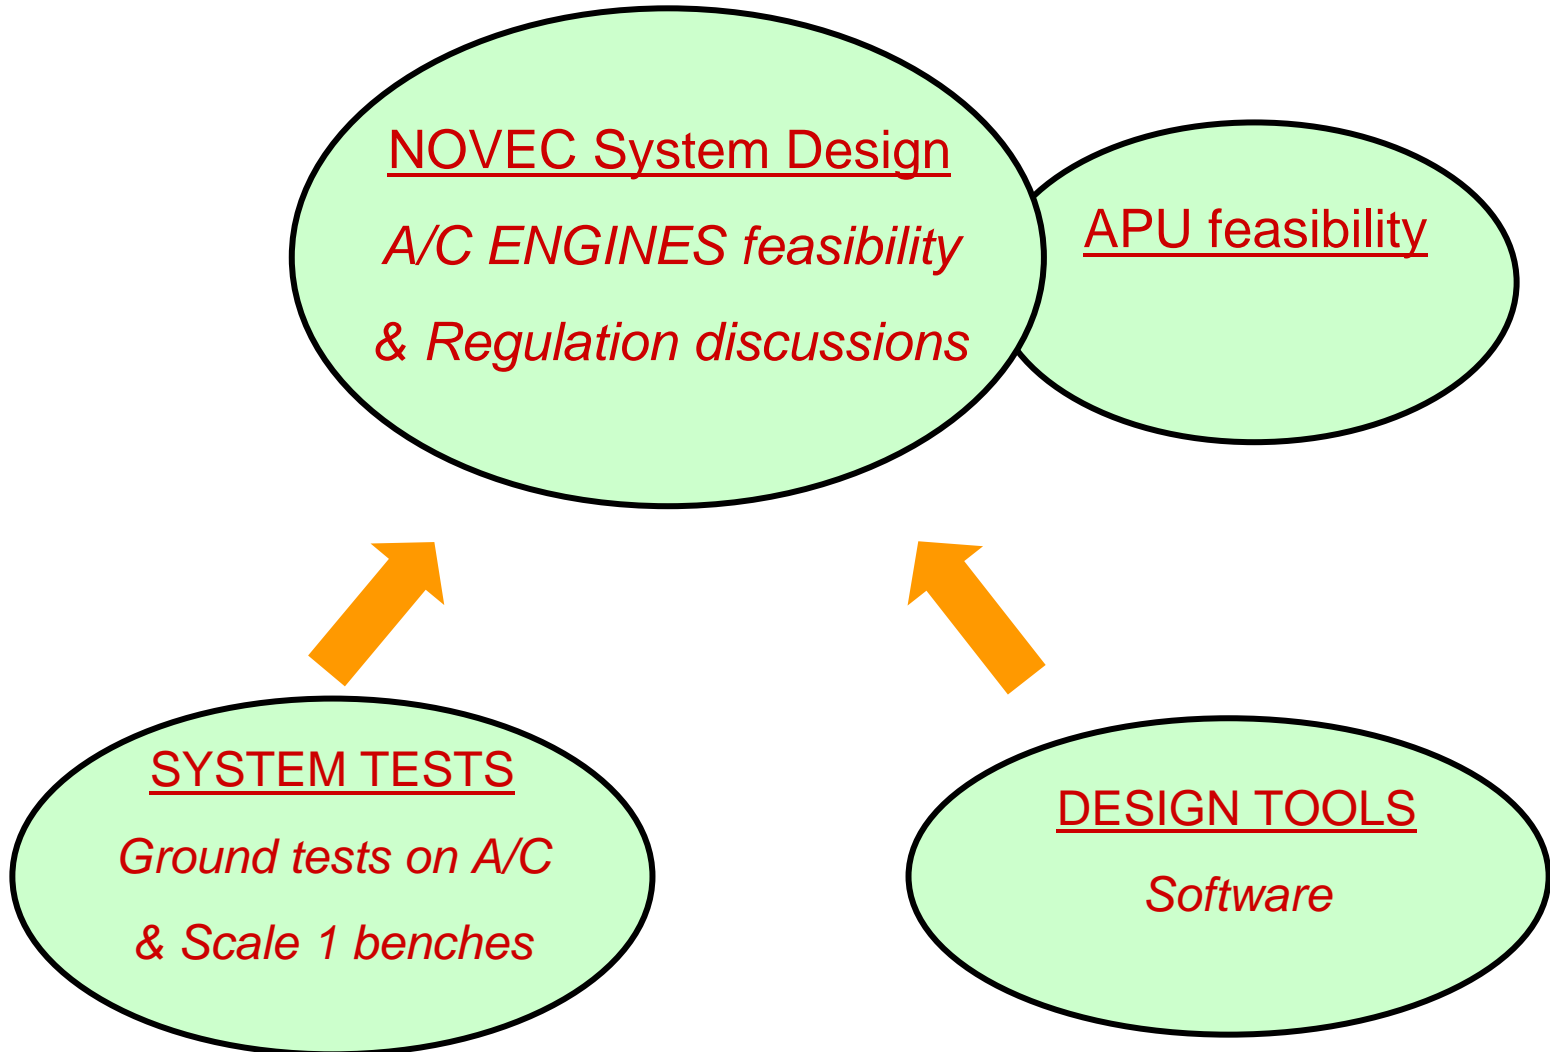 NOVEC System Design
A/C ENGINES feasibility
& Regulation discussions
APU feasibility
SYSTEM TESTS
Ground tests on A/C
& Scale 1 benches
DESIGN TOOLS
Software